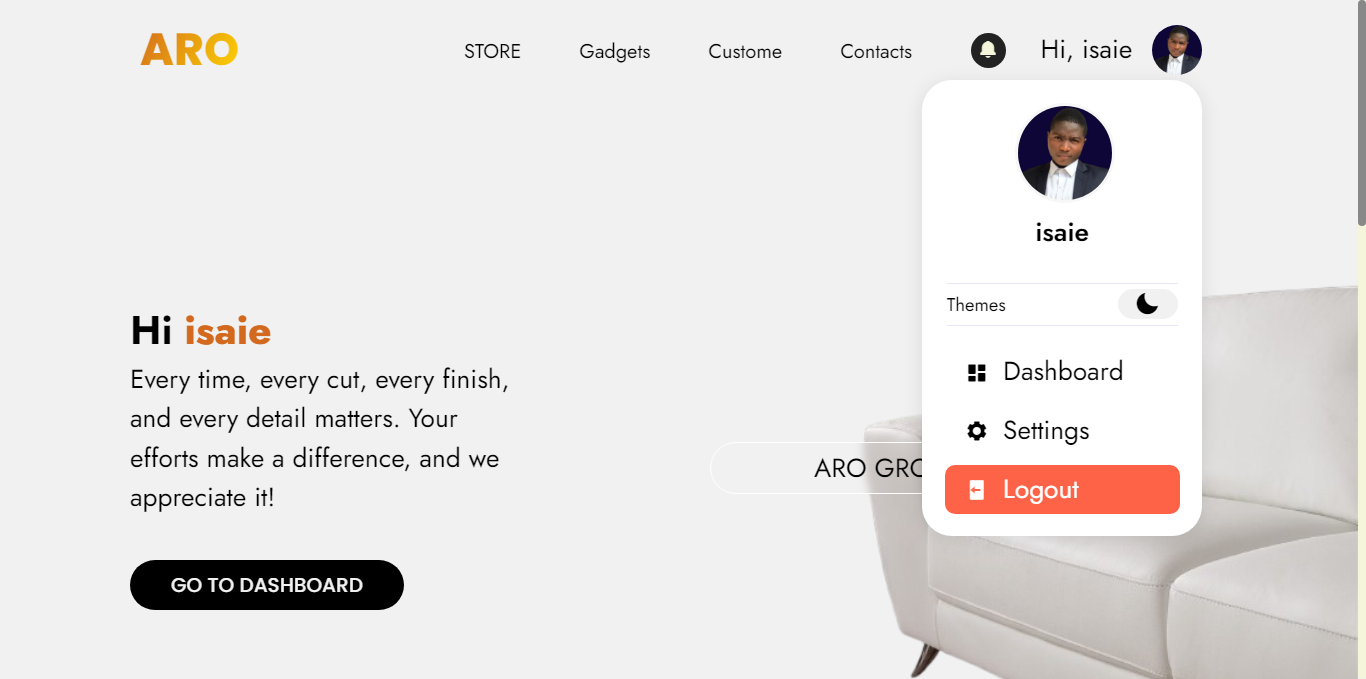 ARO
STORE
Gadgets
Custome
Contacts
Hi, isaie
isaie
Themes
Dashboard
Settings
Logout
Hi isaie
Every time, every cut, every finish,
and every detail matters. Your
efforts make a difference, and we
appreciate it!
ARO GRO
GO TO DASHBOARD